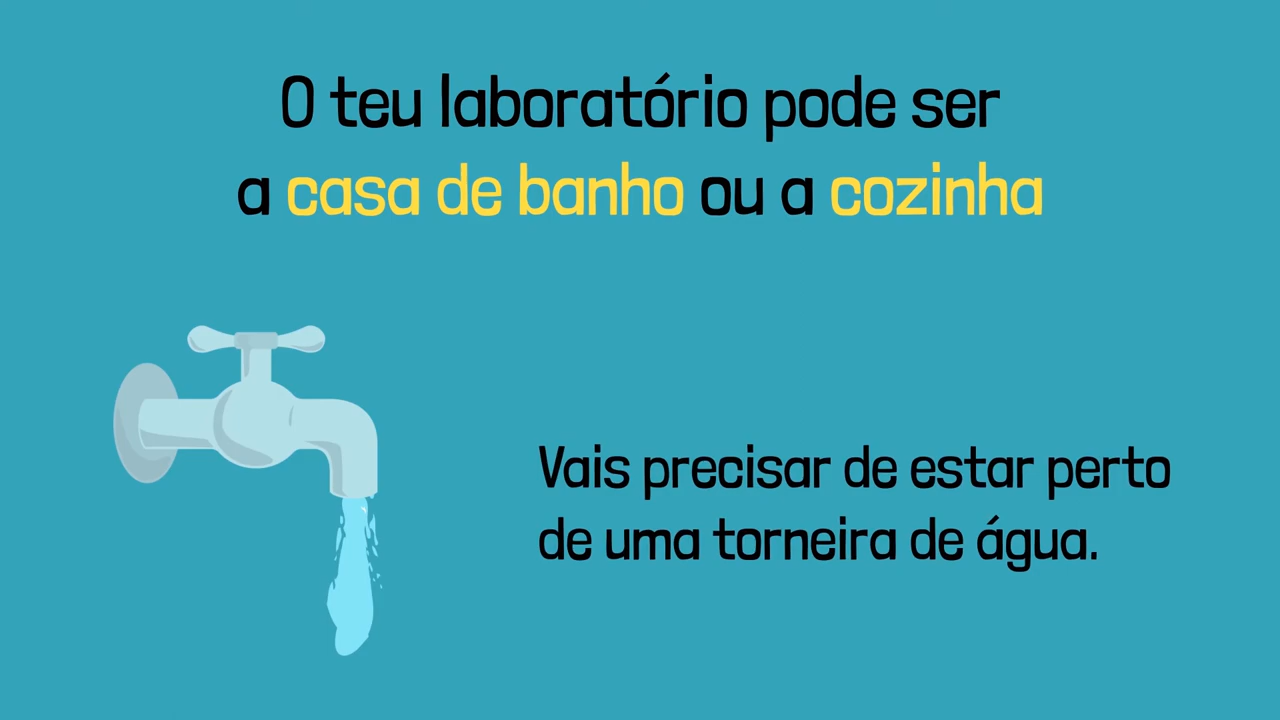 O teu laboratório pode ser
a casa de banho ou a cozinha
Vais precisar de estar perto
de uma torneira de água.